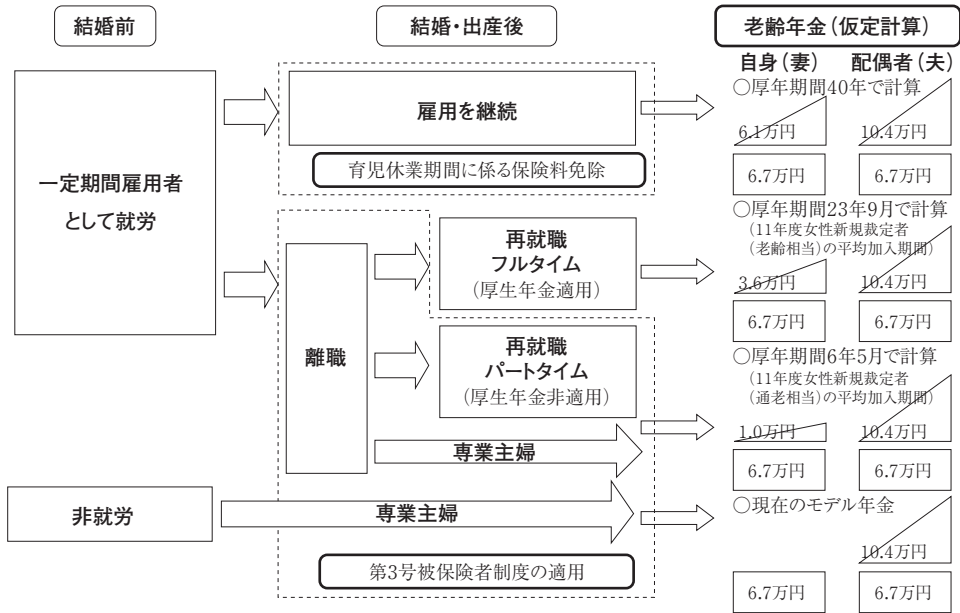 結婚前
結婚・出産後
老齢年金（仮定計算）
自身（妻）
配偶者（夫）
一定期間雇用者
として就労
雇用を継続
育児休業期間に係る保険料免除
○厚年期間40年で計算
6.1万円
10.4万円
6.7万円
6.7万円
離職
再就職
フルタイム
（厚生年金適用）
○厚年期間23年9月で計算
（11年度女性新規裁定者
（老齢相当）の平均加入期間）
3.6万円
10.4万円
6.7万円
6.7万円
再就職
パートタイム
（厚生年金非適用）
専業主婦
○厚年期間6年5月で計算
（11年度女性新規裁定者
（通老相当）の平均加入期間）
1.0万円
10.4万円
6.7万円
6.7万円
非就労
専業主婦
第3号被保険者制度の適用
○現在のモデル年金
10.4万円
6.7万円
6.7万円